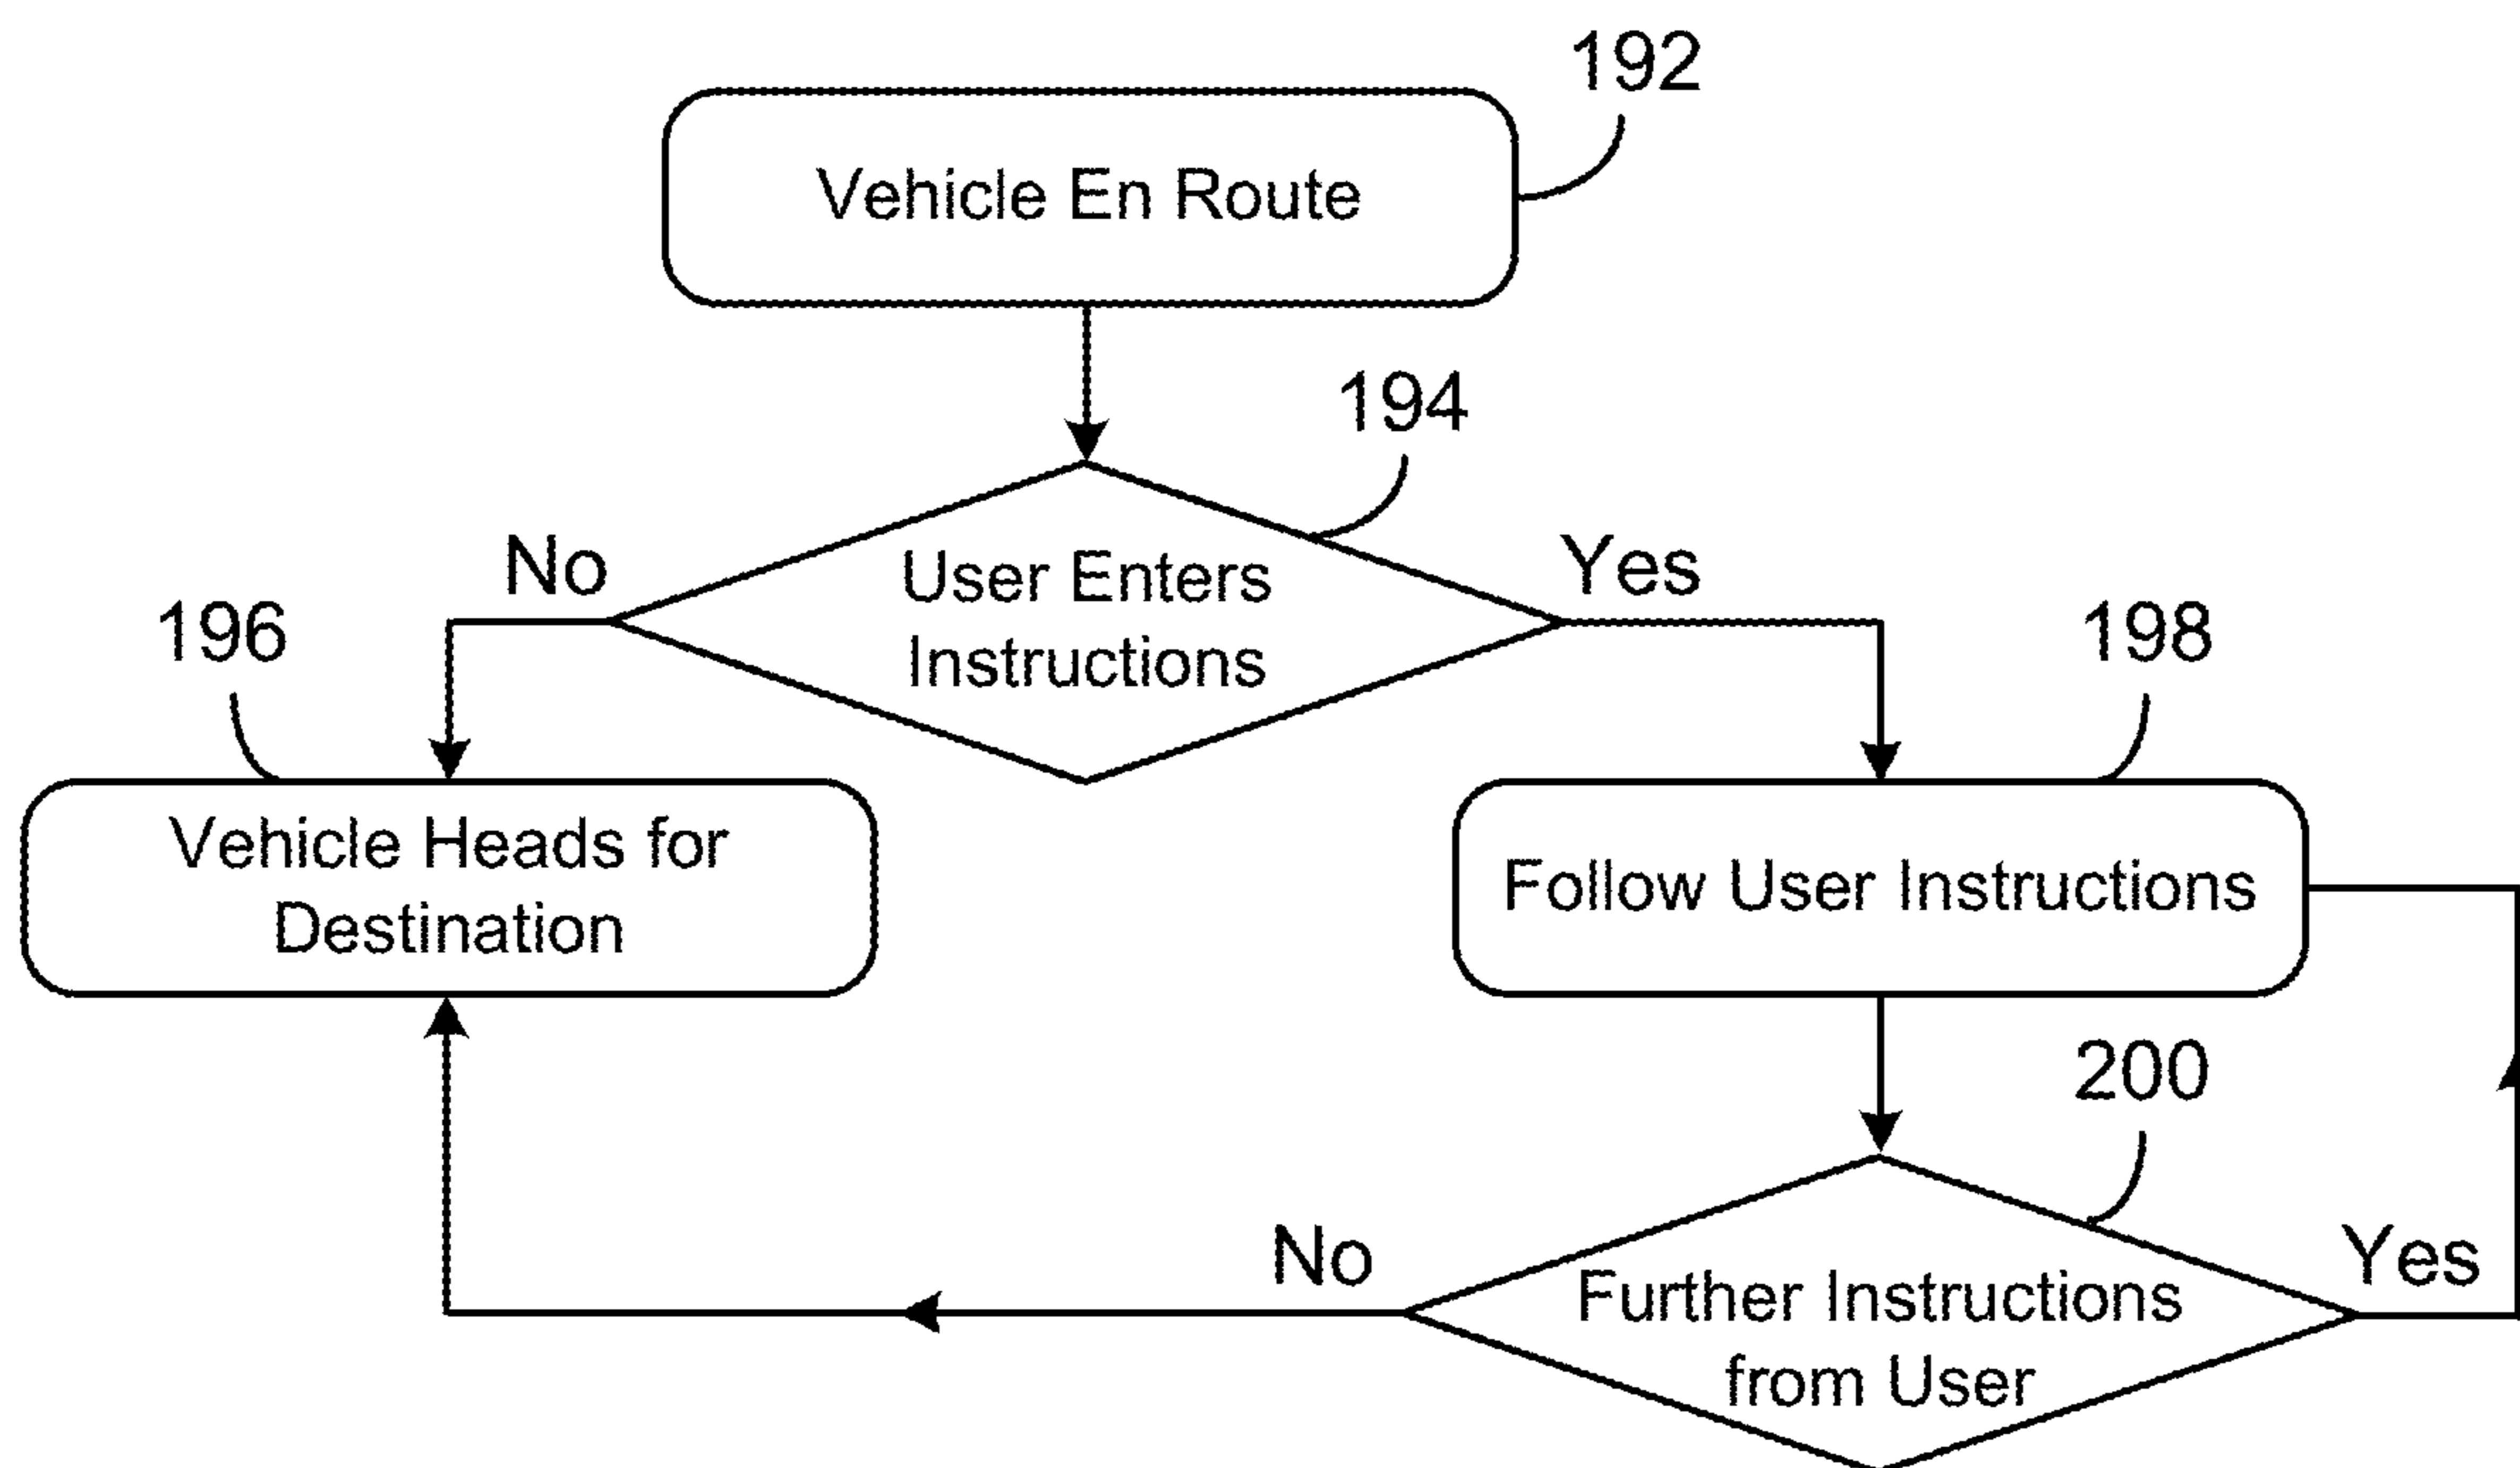 192
Vehicle En Route
194
No
User Enters
Instructions
Yes
196
198
Vehicle Heads for
Destination
Follow User Instructions
200
No
Further Instructions
from User
Yes